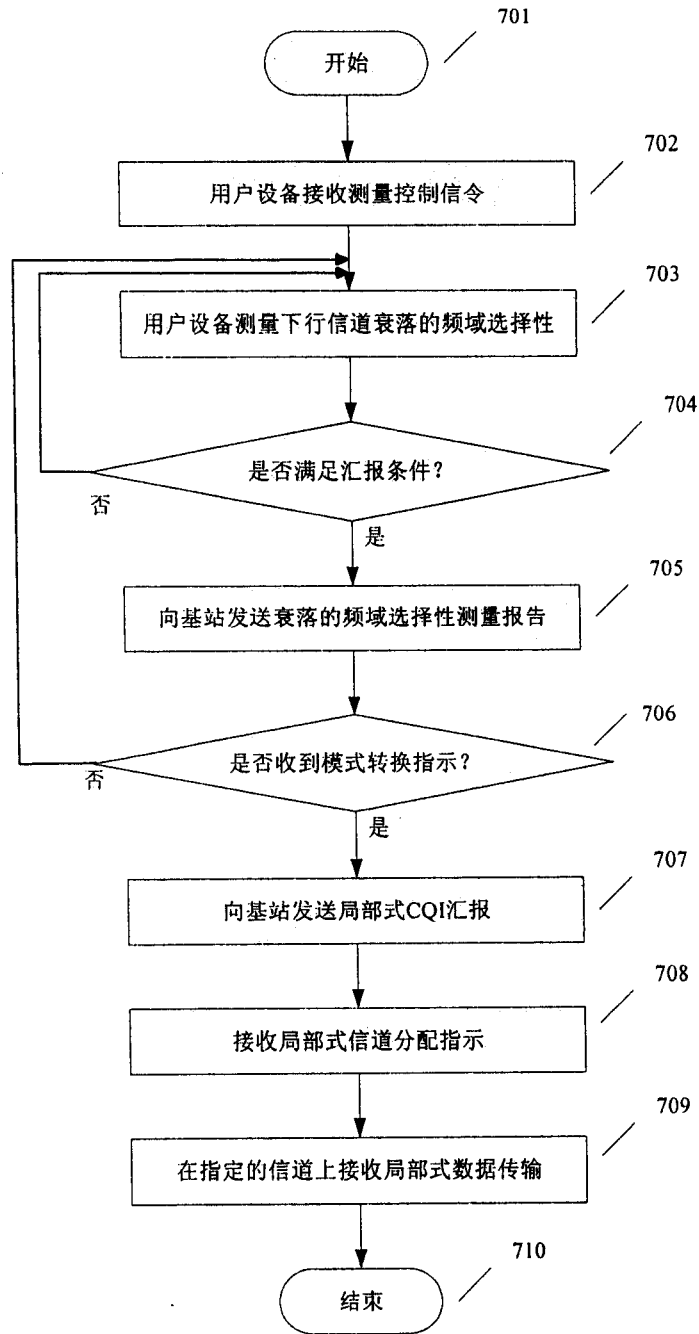 701
开始
702
用户设备接收测量控制信令
703
用户设备测量下行信道衰落的频域选择性
704
是否满足汇报条件?
否
是
705
向基站发送衰落的频域选择性测量报告
706
是否收到模式转换指示?
否
是
707
向基站发送局部式CQI汇报
708
接收局部式信道分配指示
709
在指定的信道上接收局部式数据传输
710
结束